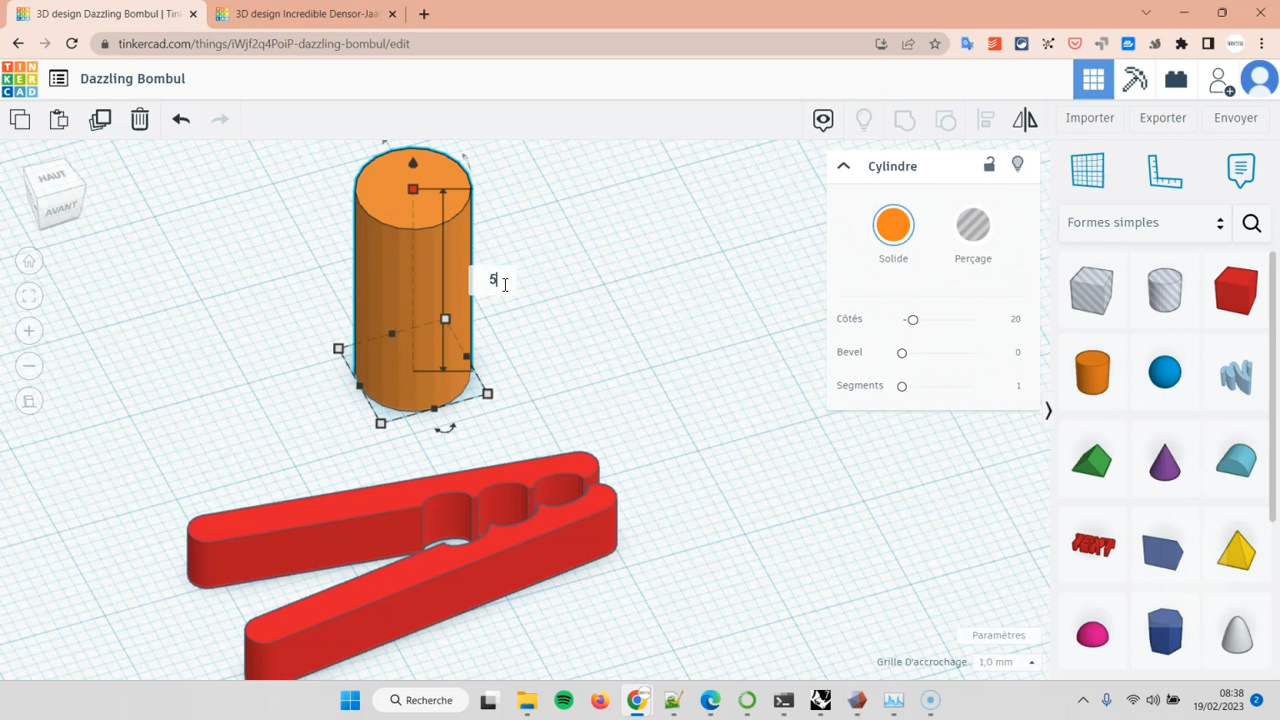 3D design Dazzling Bombul | Tin
3D design Incredible Densor-Jaa
tinkercad.com/things/iWjf2q4PoiP-dazzling-bombul/edit
TIN
KER
CAD
Dazzling Bombul
Importer
Exporter
Envoyer
HAUT
AVANT
Cylindre
Solide
Perçage
Formes simples
5
Côtés
20
Bevel
0
Segments
1
TEXT
Paramètres
Grille D'accrochage
1,0 mm
Recherche
08:38
19/02/2023
2